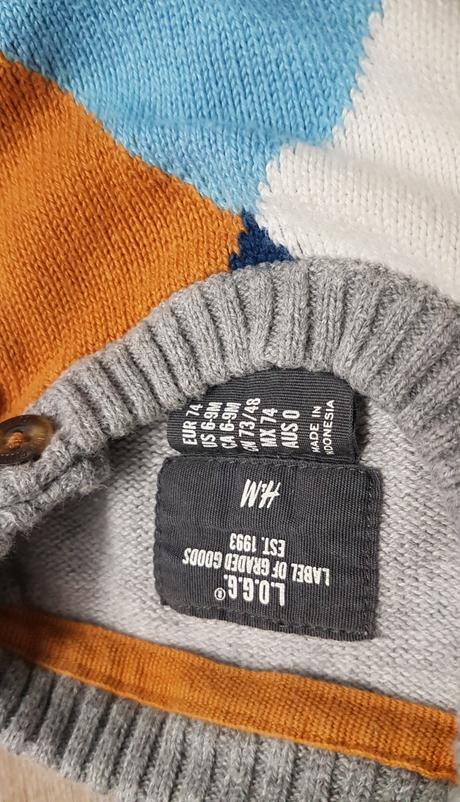 L.O.G.G.®
LABEL OF GRADED GOODS
EST. 1993
H&M
EUR 74
US 6-9M
CA 6-9M
CN 73/48
MX 74
AUS 0
MADE IN
INDONESIA